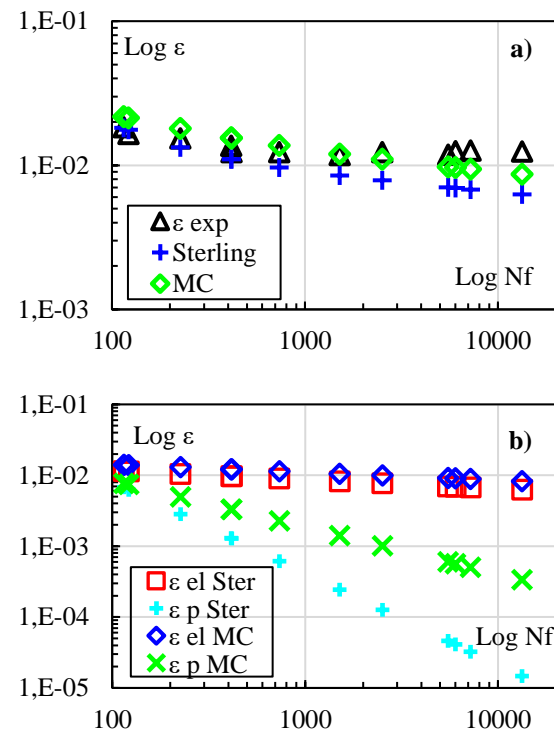 1,E-01
Log ε
a)
1,E-02
ε exp
Sterling
MC
Log Nf
1,E-03
100
1000
10000
1,E-01
Log ε
b)
1,E-02
1,E-03
ε el Ster
ε p Ster
ε el MC
ε p MC
1,E-04
Log Nf
1,E-05
100
1000
10000